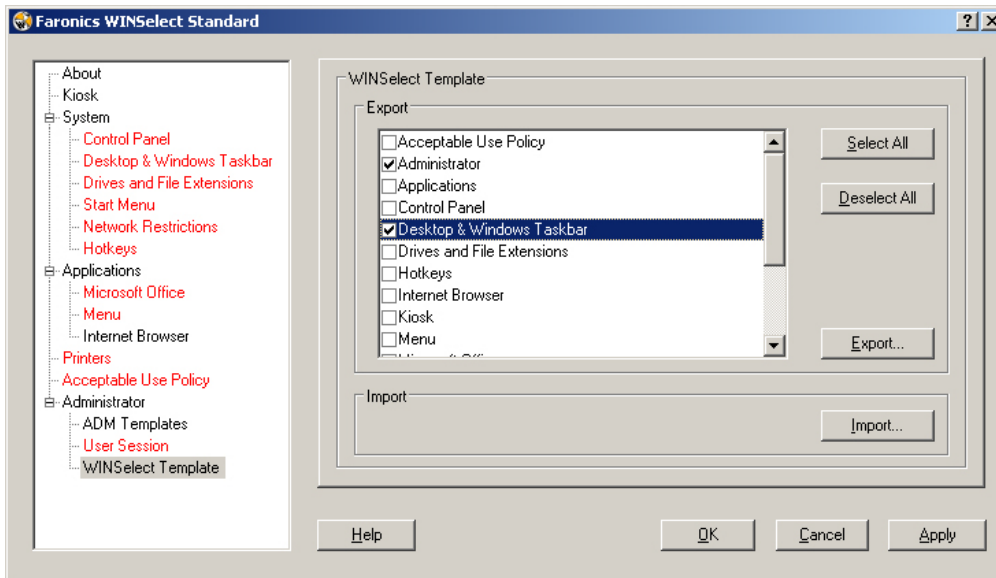 Faronics WINSelect Standard
About
Kiosk
System
Control Panel
Desktop & Windows Taskbar
Drives and File Extensions
Start Menu
Network Restrictions
Hotkeys
Applications
Microsoft Office
Menu
Internet Browser
Printers
Acceptable Use Policy
Administrator
ADM Templates
User Session
WINSelect Template
WINSelect Template
Export
Acceptable Use Policy
Administrator
Applications
Control Panel
Desktop & Windows Taskbar
Drives and File Extensions
Hotkeys
Internet Browser
Kiosk
Menu
Select All
Deselect All
Export...
Import
Import...
Help
OK
Cancel
Apply